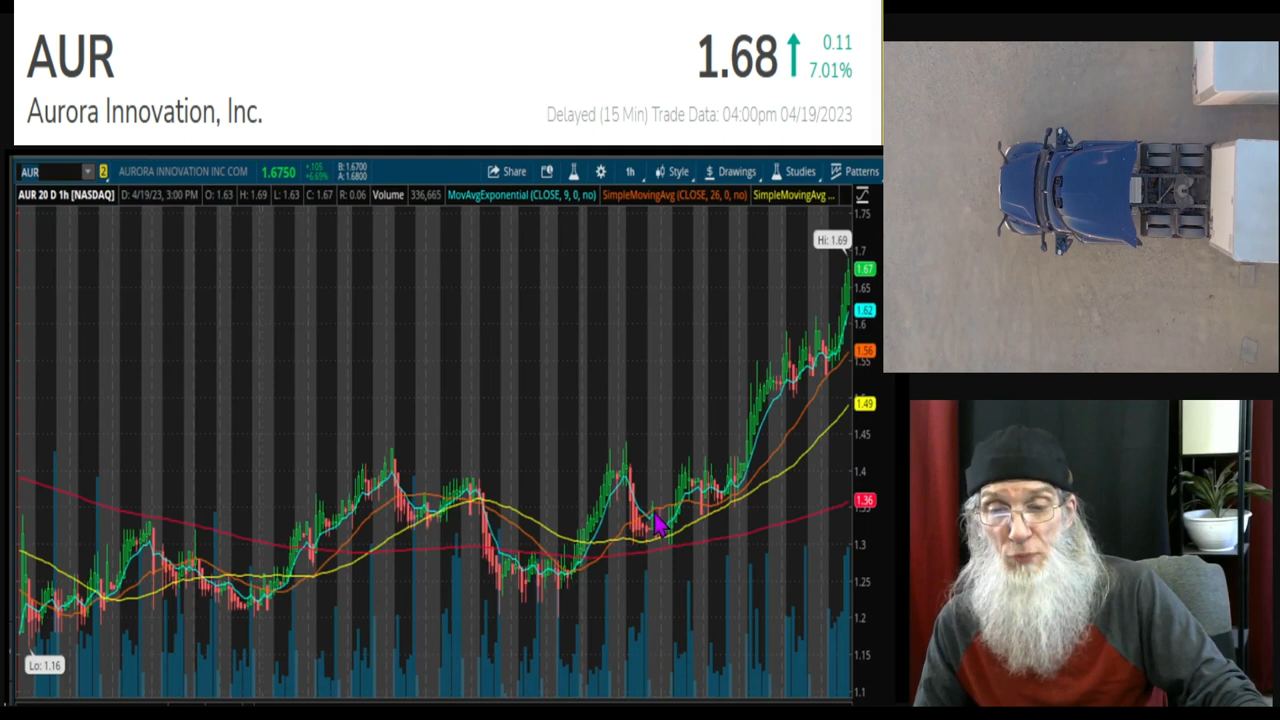 AUR
1.68
0.11
7.01%
Aurora Innovation, Inc.
Delayed (15 Min) Trade Data: 04:00pm 04/19/2023
AUR
2
AURORA INNOVATION INC COM
1.6750
+.105
+6.69%
B: 1.6700
A: 1.6800
Share
1h
Style
$ Drawings
Studies
Patterns
AUR 20 D 1h [NASDAQ]
D: 4/19/23, 3:00 PM
O: 1.63
H: 1.69
L: 1.63
C: 1.67
R: 0.06
Volume
336,665
MovAvgExponential (CLOSE, 9, 0, no)
SimpleMovingAvg (CLOSE, 26, 0, no)
SimpleMovingAvg ...
1.75
Hi: 1.69
1.7
1.67
1.65
1.62
1.6
1.56
1.55
1.49
1.45
1.4
1.36
1.3
1.25
1.2
Lo: 1.16
1.15
1.1